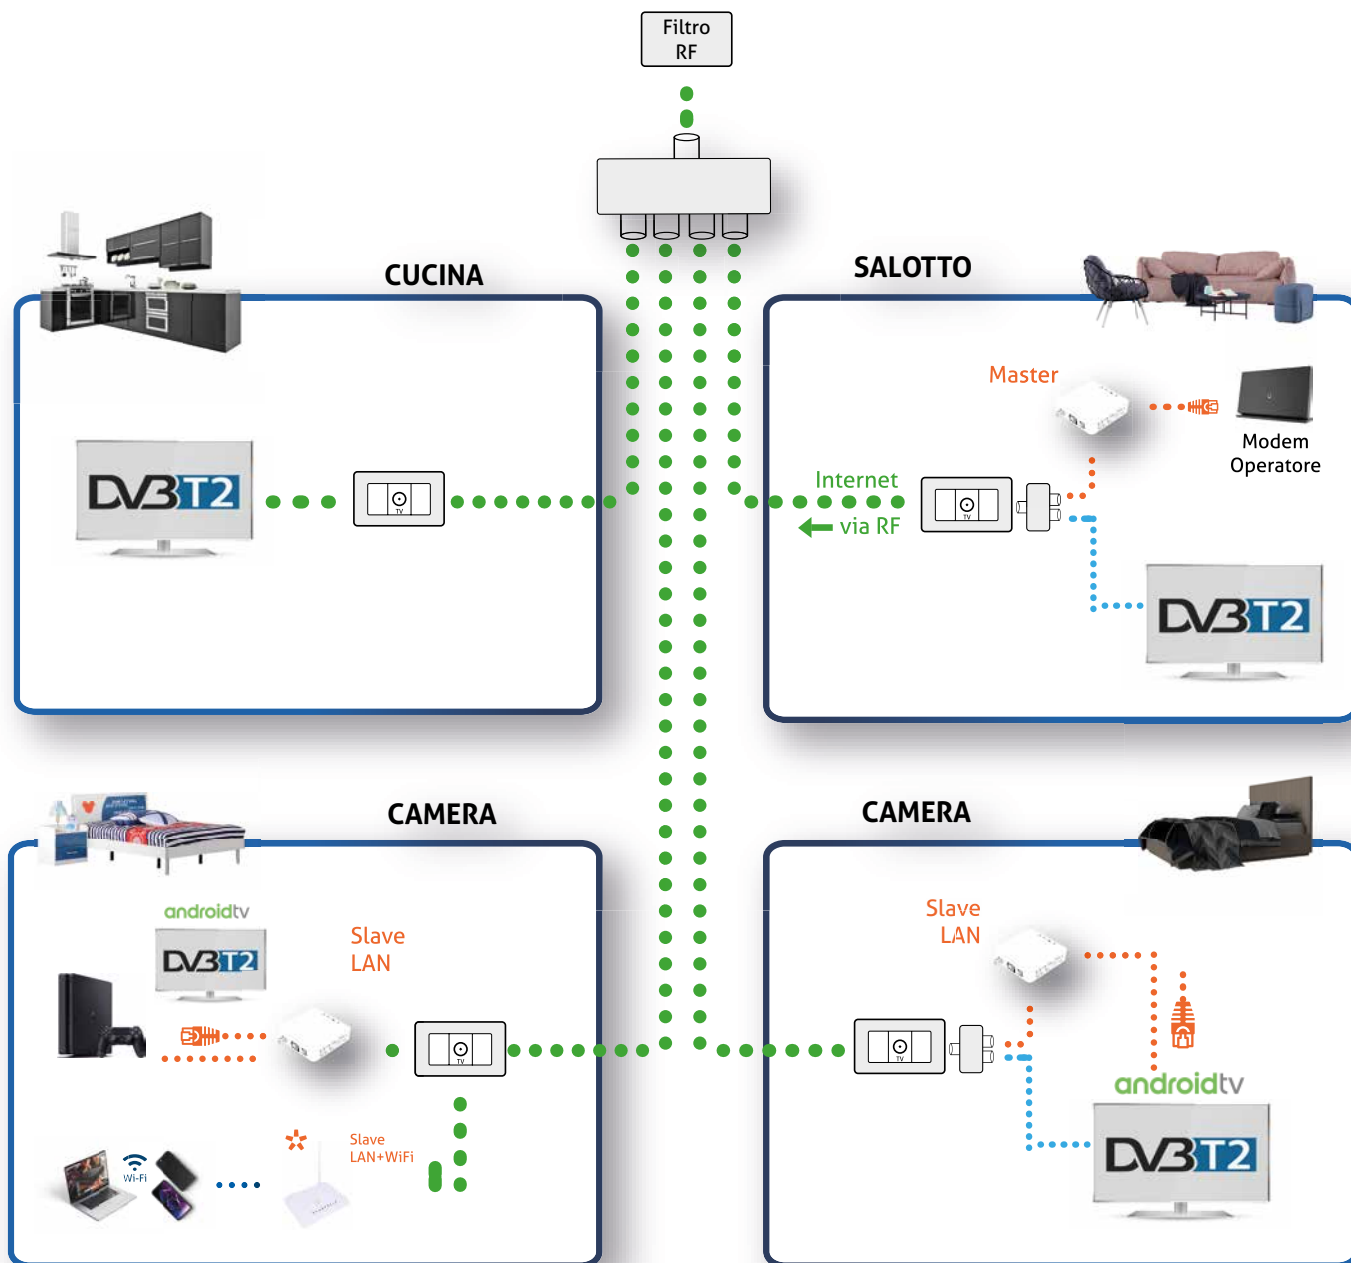 Filtro
RF
CUCINA
SALOTTO
Master
Modem
Operatore
DVB T2
TV
Internet
via RF
TV
DVB T2
CAMERA
CAMERA
androidtv
DVB T2
Slave
LAN
TV
Slave
LAN
TV
androidtv
DVB T2
Wi-Fi
*
Slave
LAN+WiFi